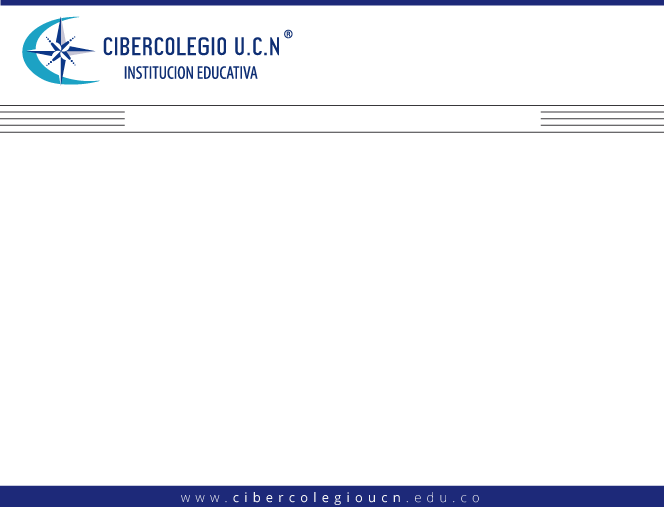 CIBERCOLEGIO U.C.N®
INSTITUCION EDUCATIVA
www.cibercolegioucn.edu.co